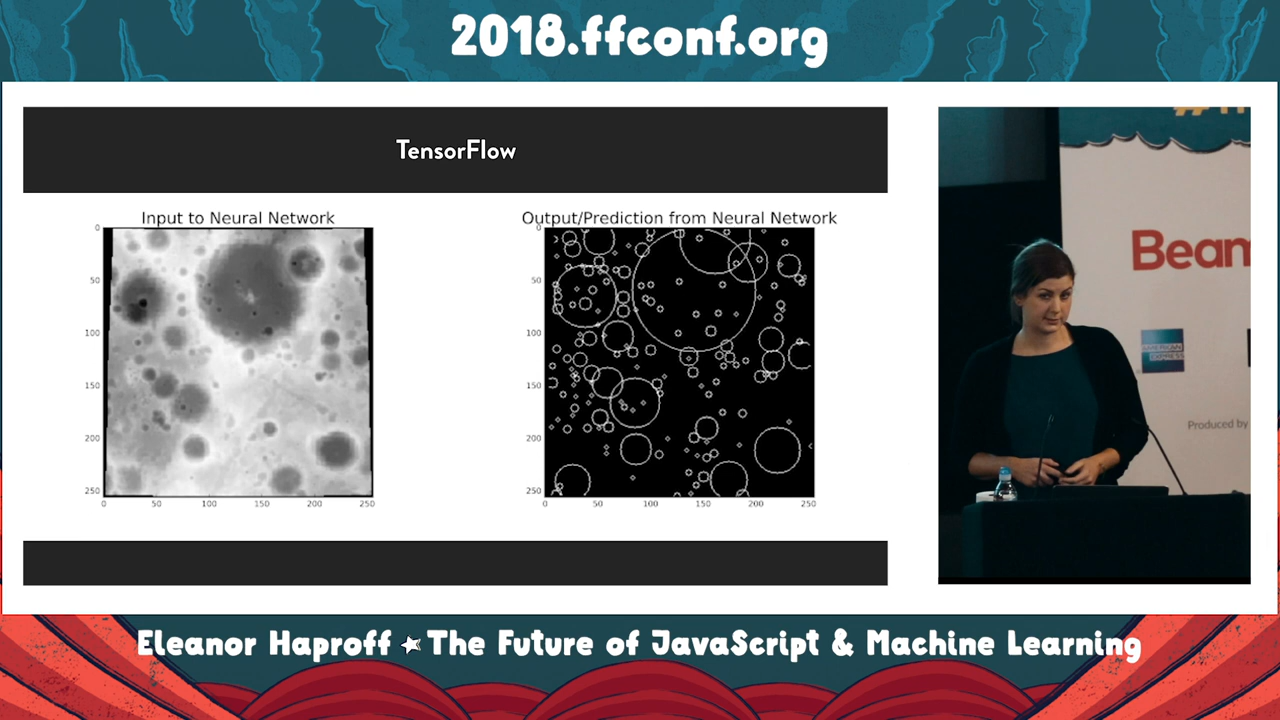 2018.ffconf.org
TensorFlow
Input to Neural Network
Output/Prediction from Neural Network
0
50
100
150
200
250
0
50
100
150
200
250
0
50
100
150
200
250
0
50
100
150
200
250
Beam
AMERICAN
EXPRESS
Produced by
Eleanor Haproff ★ The Future of JavaScript & Machine Learning